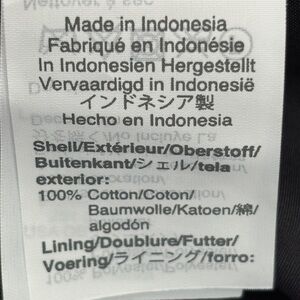 Made in Indonesia
Fabriqué en Indonésie
In Indonesien Hergestellt
Vervaardigd in Indonesië
インドネシア製
Hecho en Indonesia
Shell/Extérieur/Oberstoff/
Buitenkant/シェル/tela
exterior:
100% Cotton/Coton/
Baumwolle/Katoen/綿/
algodón
Lining/Doublure/Futter/
Voering/ライニング/forro: